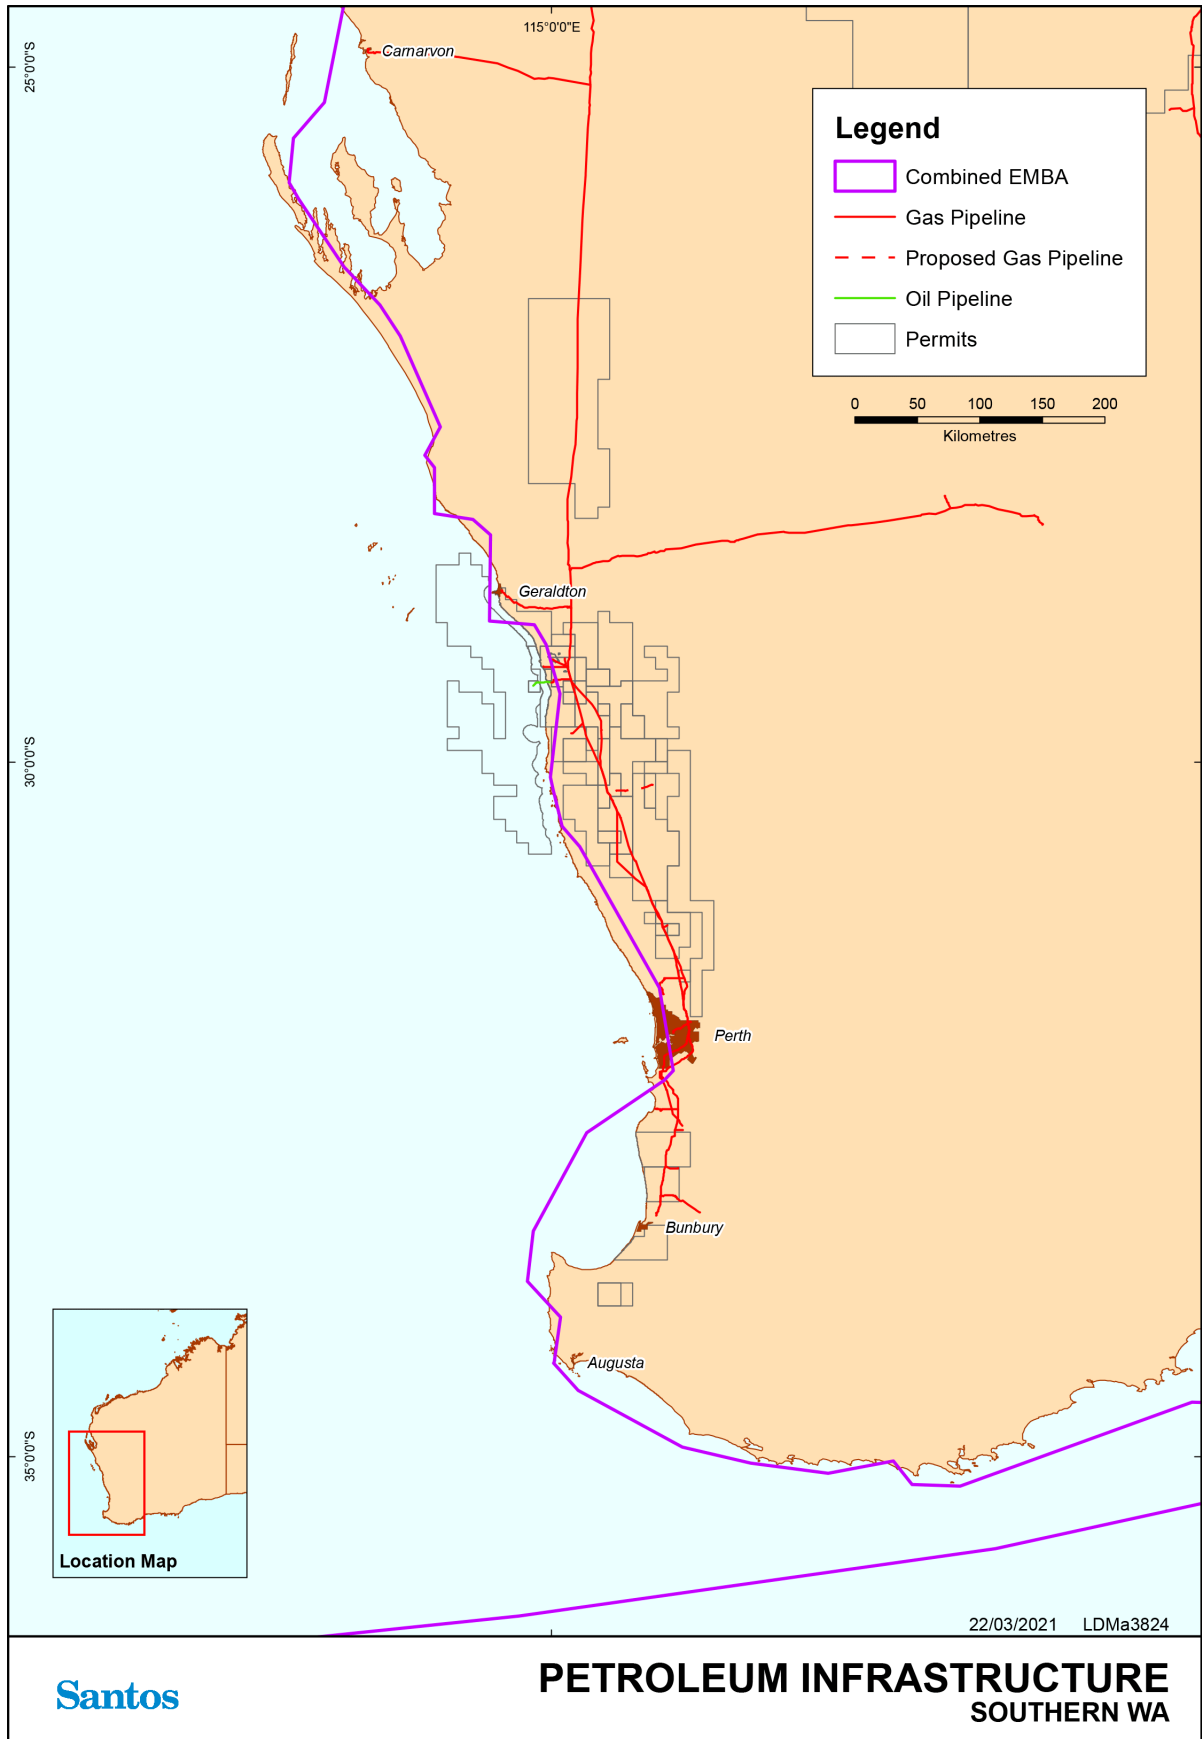 115°0'0"E
Carnarvon
25°0'0"S
Legend
Combined EMBA
Gas Pipeline
Proposed Gas Pipeline
Oil Pipeline
Permits
0 50 100 150 200
Kilometres
Geraldton
30°0'0"S
Perth
Bunbury
Augusta
35°0'0"S
Location Map
22/03/2021 LDMa3824
Santos
PETROLEUM INFRASTRUCTURE
SOUTHERN WA